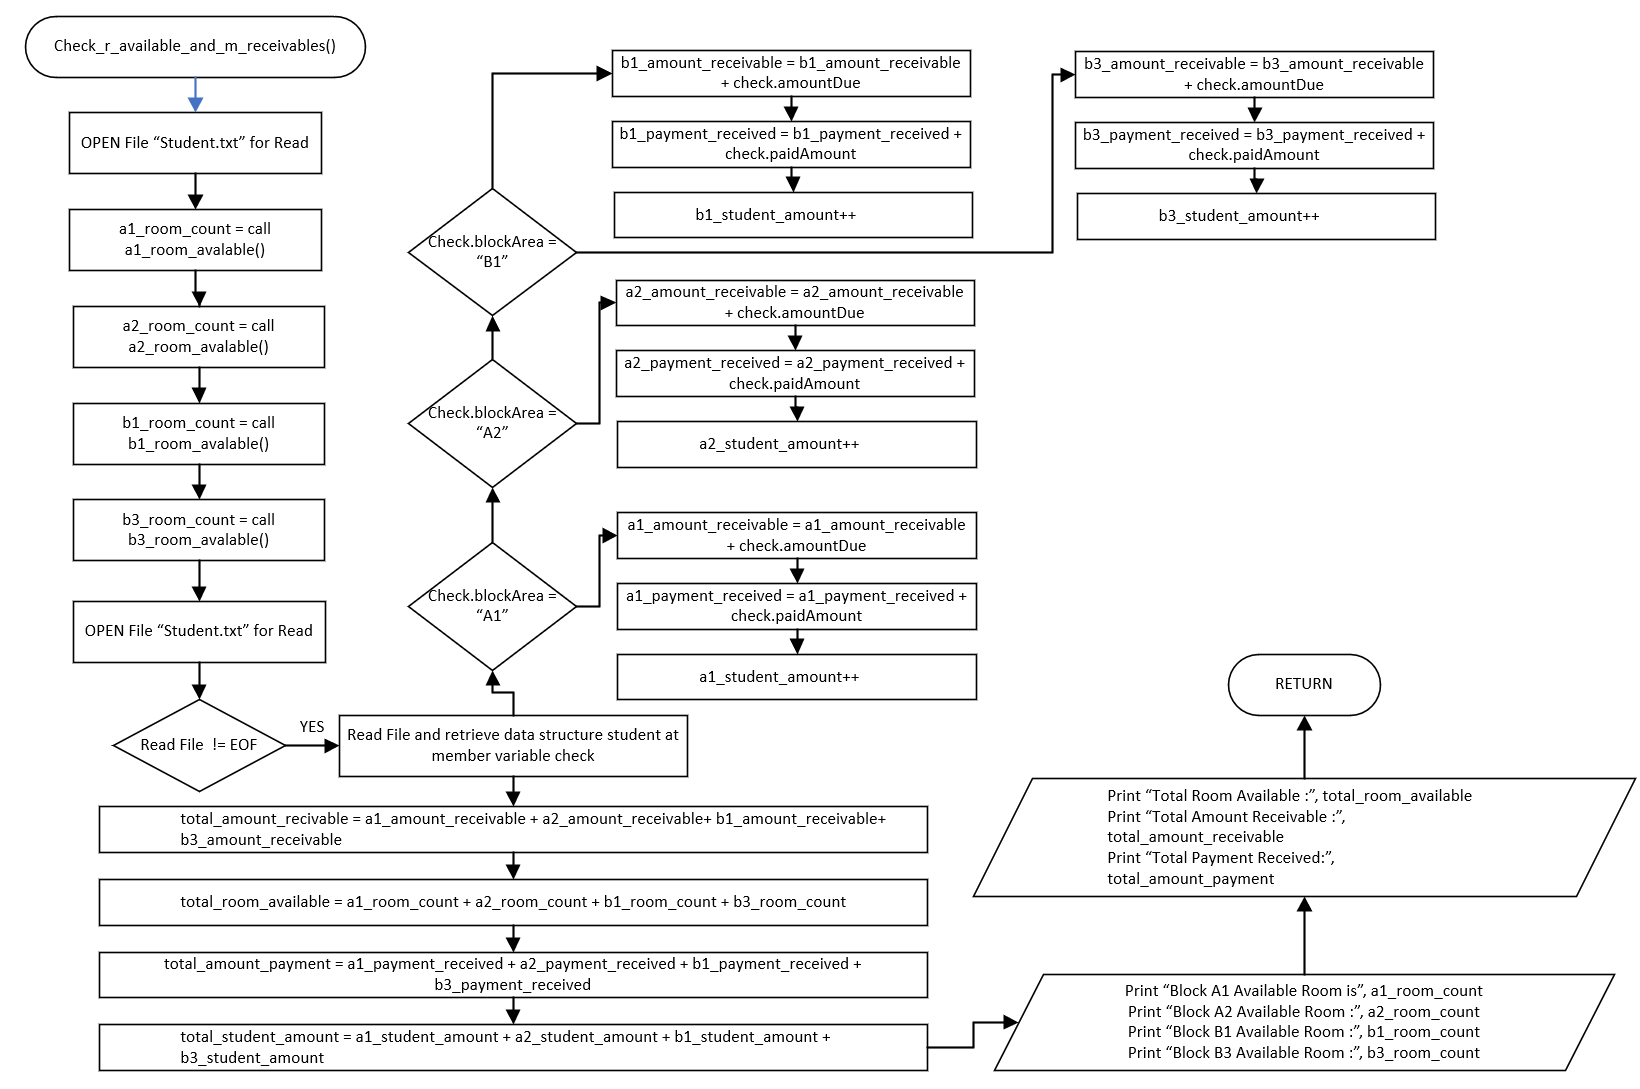 Check_r_available_and_m_receivables()
OPEN File “Student.txt” for Read
a1_room_count = call
a1_room_avalable()
a2_room_count = call
a2_room_avalable()
b1_room_count = call
b1_room_avalable()
b3_room_count = call
b3_room_avalable()
OPEN File “Student.txt” for Read
Read File != EOF
YES
Read File and retrieve data structure student at
member variable check
Check.blockArea =
“A1”
a1_amount_receivable = a1_amount_receivable
+ check.amountDue
a1_payment_received = a1_payment_received +
check.paidAmount
a1_student_amount++
Check.blockArea =
“A2”
a2_amount_receivable = a2_amount_receivable
+ check.amountDue
a2_payment_received = a2_payment_received +
check.paidAmount
a2_student_amount++
Check.blockArea =
“B1”
b1_amount_receivable = b1_amount_receivable
+ check.amountDue
b1_payment_received = b1_payment_received +
check.paidAmount
b1_student_amount++
b3_amount_receivable = b3_amount_receivable
+ check.amountDue
b3_payment_received = b3_payment_received +
check.paidAmount
b3_student_amount++
total_amount_recivable = a1_amount_receivable + a2_amount_receivable+ b1_amount_receivable+
b3_amount_receivable
total_room_available = a1_room_count + a2_room_count + b1_room_count + b3_room_count
total_amount_payment = a1_payment_received + a2_payment_received + b1_payment_received +
b3_payment_received
total_student_amount = a1_student_amount + a2_student_amount + b1_student_amount +
b3_student_amount
Print “Block A1 Available Room is”, a1_room_count
Print “Block A2 Available Room :”, a2_room_count
Print “Block B1 Available Room :”, b1_room_count
Print “Block B3 Available Room :”, b3_room_count
Print “Total Room Available :”, total_room_available
Print “Total Amount Receivable :”,
total_amount_receivable
Print “Total Payment Received:”,
total_amount_payment
RETURN